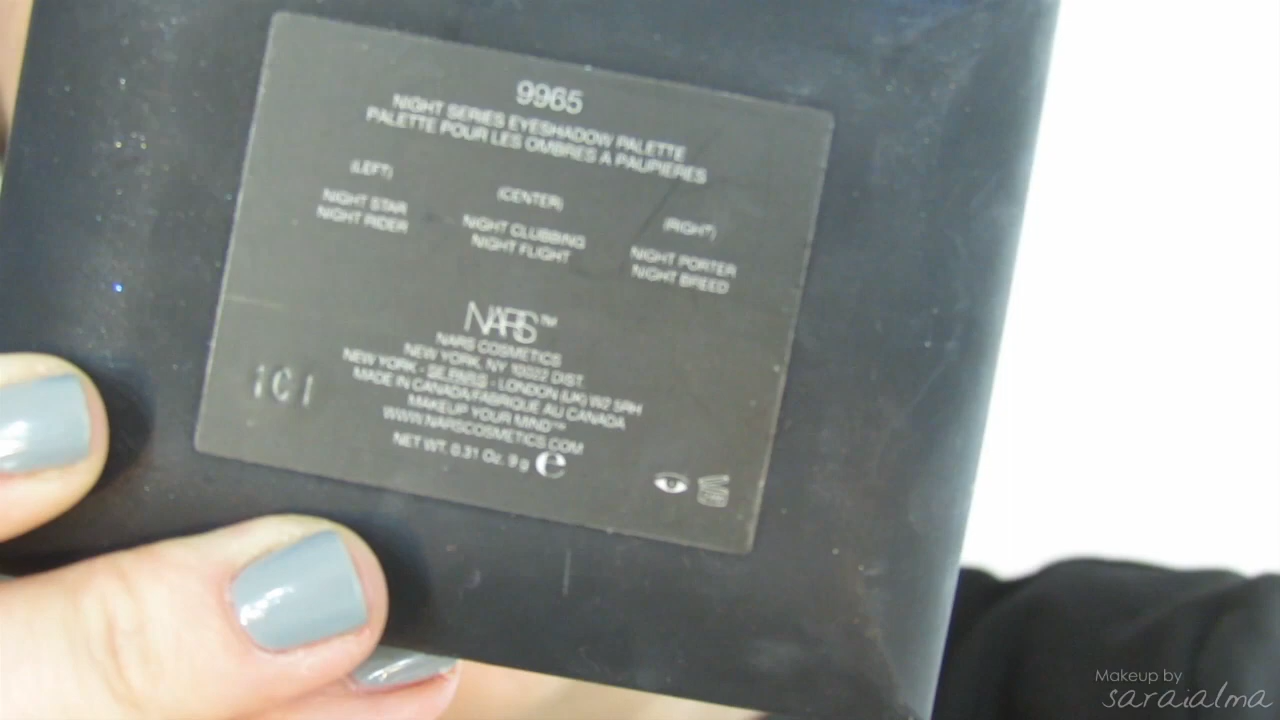 9965
NIGHT SERIES EYESHADOW PALETTE
PALETTE POUR LES OMBRES A PAUPIERES
(LEFT)
NIGHT STAR
NIGHT RIDER
(CENTER)
NIGHT CLUBBING
NIGHT FLIGHT
(RIGHT)
NIGHT PORTER
NIGHT BREED
NARS™
NARS COSMETICS
NEW YORK, NY 10022 DIST.
NEW YORK - SE PARIS - LONDON (UK) W2 5RH
MADE IN CANADA/FABRIQUE AU CANADA
MAKEUP YOUR MIND™
WWW.NARSCOSMETICS.COM
NET WT. 0.31 Oz. 9 g e
1C1
Makeup by
saraialma